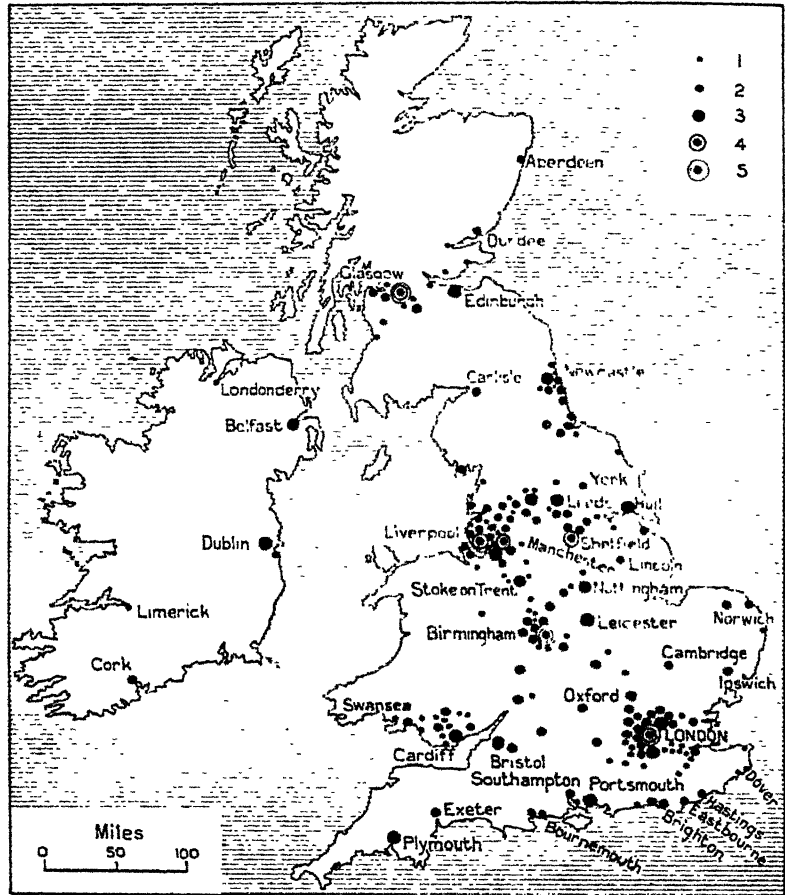 1
2
3
4
5
Aberdeen
Dundee
Glasgow
Edinburgh
Londonderry
Carlisle
Newcastle
Belfast
York
Leeds
Hull
Liverpool
Dublin
Manchester
Sheffield
Lincoln
Stoke on Trent
Nottingham
Limerick
Birmingham
Leicester
Norwich
Cork
Cambridge
Ipswich
Swansea
Oxford
LONDON
Cardiff
Bristol
Southampton
Portsmouth
Dover
Hastings
Eastbourne
Brighton
Exeter
Bournemouth
Plymouth
Miles
0 50 100